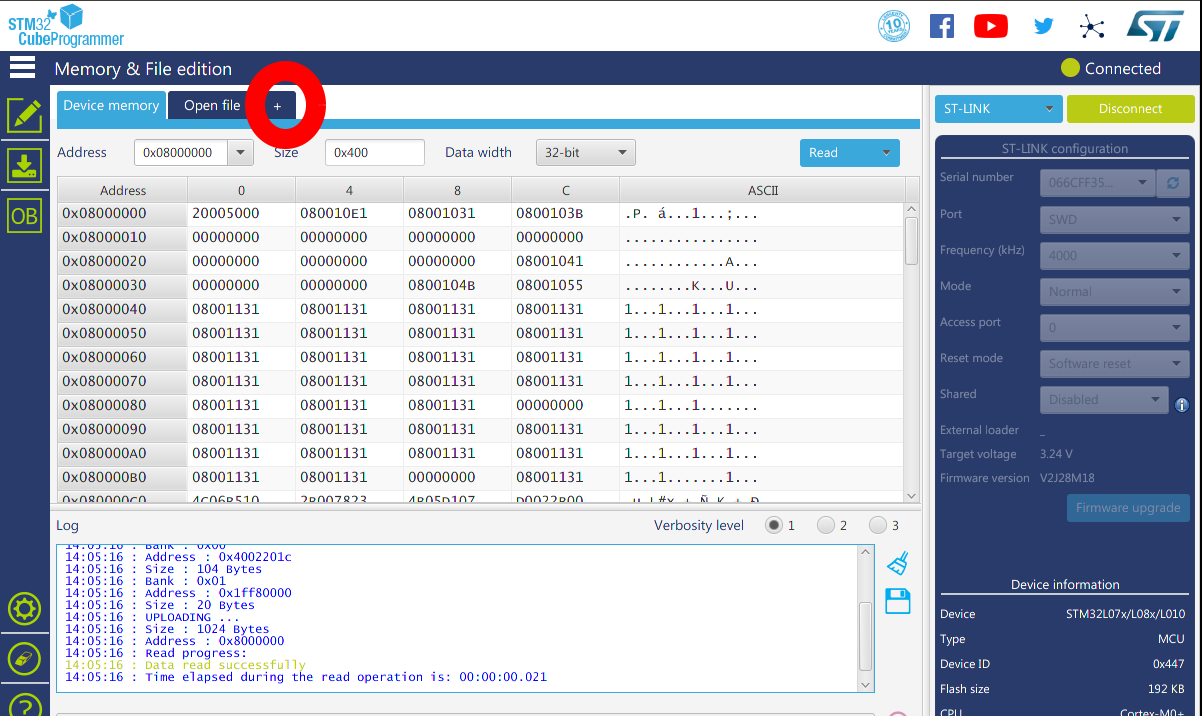 STM32
CubeProgrammer
10
YEARS
ST
Memory & File edition
Connected
Device memory
Open file
+
ST-LINK
Disconnect
Address
0x08000000
Size
0x400
Data width
32-bit
Read
Address 0 4 8 C ASCII
0x08000000 20005000 080010E1 08001031 0800103B .P. á...1...;...
0x08000010 00000000 00000000 00000000 00000000 ................
0x08000020 00000000 00000000 00000000 08001041 ............A...
0x08000030 00000000 00000000 0800104B 08001055 ........K...U...
0x08000040 08001131 08001131 08001131 08001131 1...1...1...1...
0x08000050 08001131 08001131 08001131 08001131 1...1...1...1...
0x08000060 08001131 08001131 08001131 08001131 1...1...1...1...
0x08000070 08001131 08001131 08001131 08001131 1...1...1...1...
0x08000080 08001131 08001131 08001131 00000000 1...1...1...1...
0x08000090 08001131 08001131 08001131 08001131 1...1...1...1...
0x080000A0 08001131 08001131 08001131 08001131 1...1...1...1...
0x080000B0 08001131 08001131 00000000 08001131 1...1...1...1...
0x080000C0 4C06B510 2B007823 4B05D107 D0022B00
OB
Log
Verbosity level 1 2 3
14:05:16 : Bank : 0x00
14:05:16 : Address : 0x4002201c
14:05:16 : Size : 104 Bytes
14:05:16 : Bank : 0x01
14:05:16 : Address : 0x1ff80000
14:05:16 : Size : 20 Bytes
14:05:16 : UPLOADING ...
14:05:16 : Size : 1024 Bytes
14:05:16 : Address : 0x8000000
14:05:16 : Read progress:
14:05:16 : Data read successfully
14:05:16 : Time elapsed during the read operation is: 00:00:00.021
?
ST-LINK configuration
Serial number 066CFF35...
Port SWD
Frequency (kHz) 4000
Mode Normal
Access port 0
Reset mode Software reset
Shared Disabled
External loader _
Target voltage 3.24 V
Firmware version V2J28M18
Firmware upgrade
Device information
Device STM32L07x/L08x/L010
Type MCU
Device ID 0x447
Flash size 192 KB
CPU Cortex-M0+